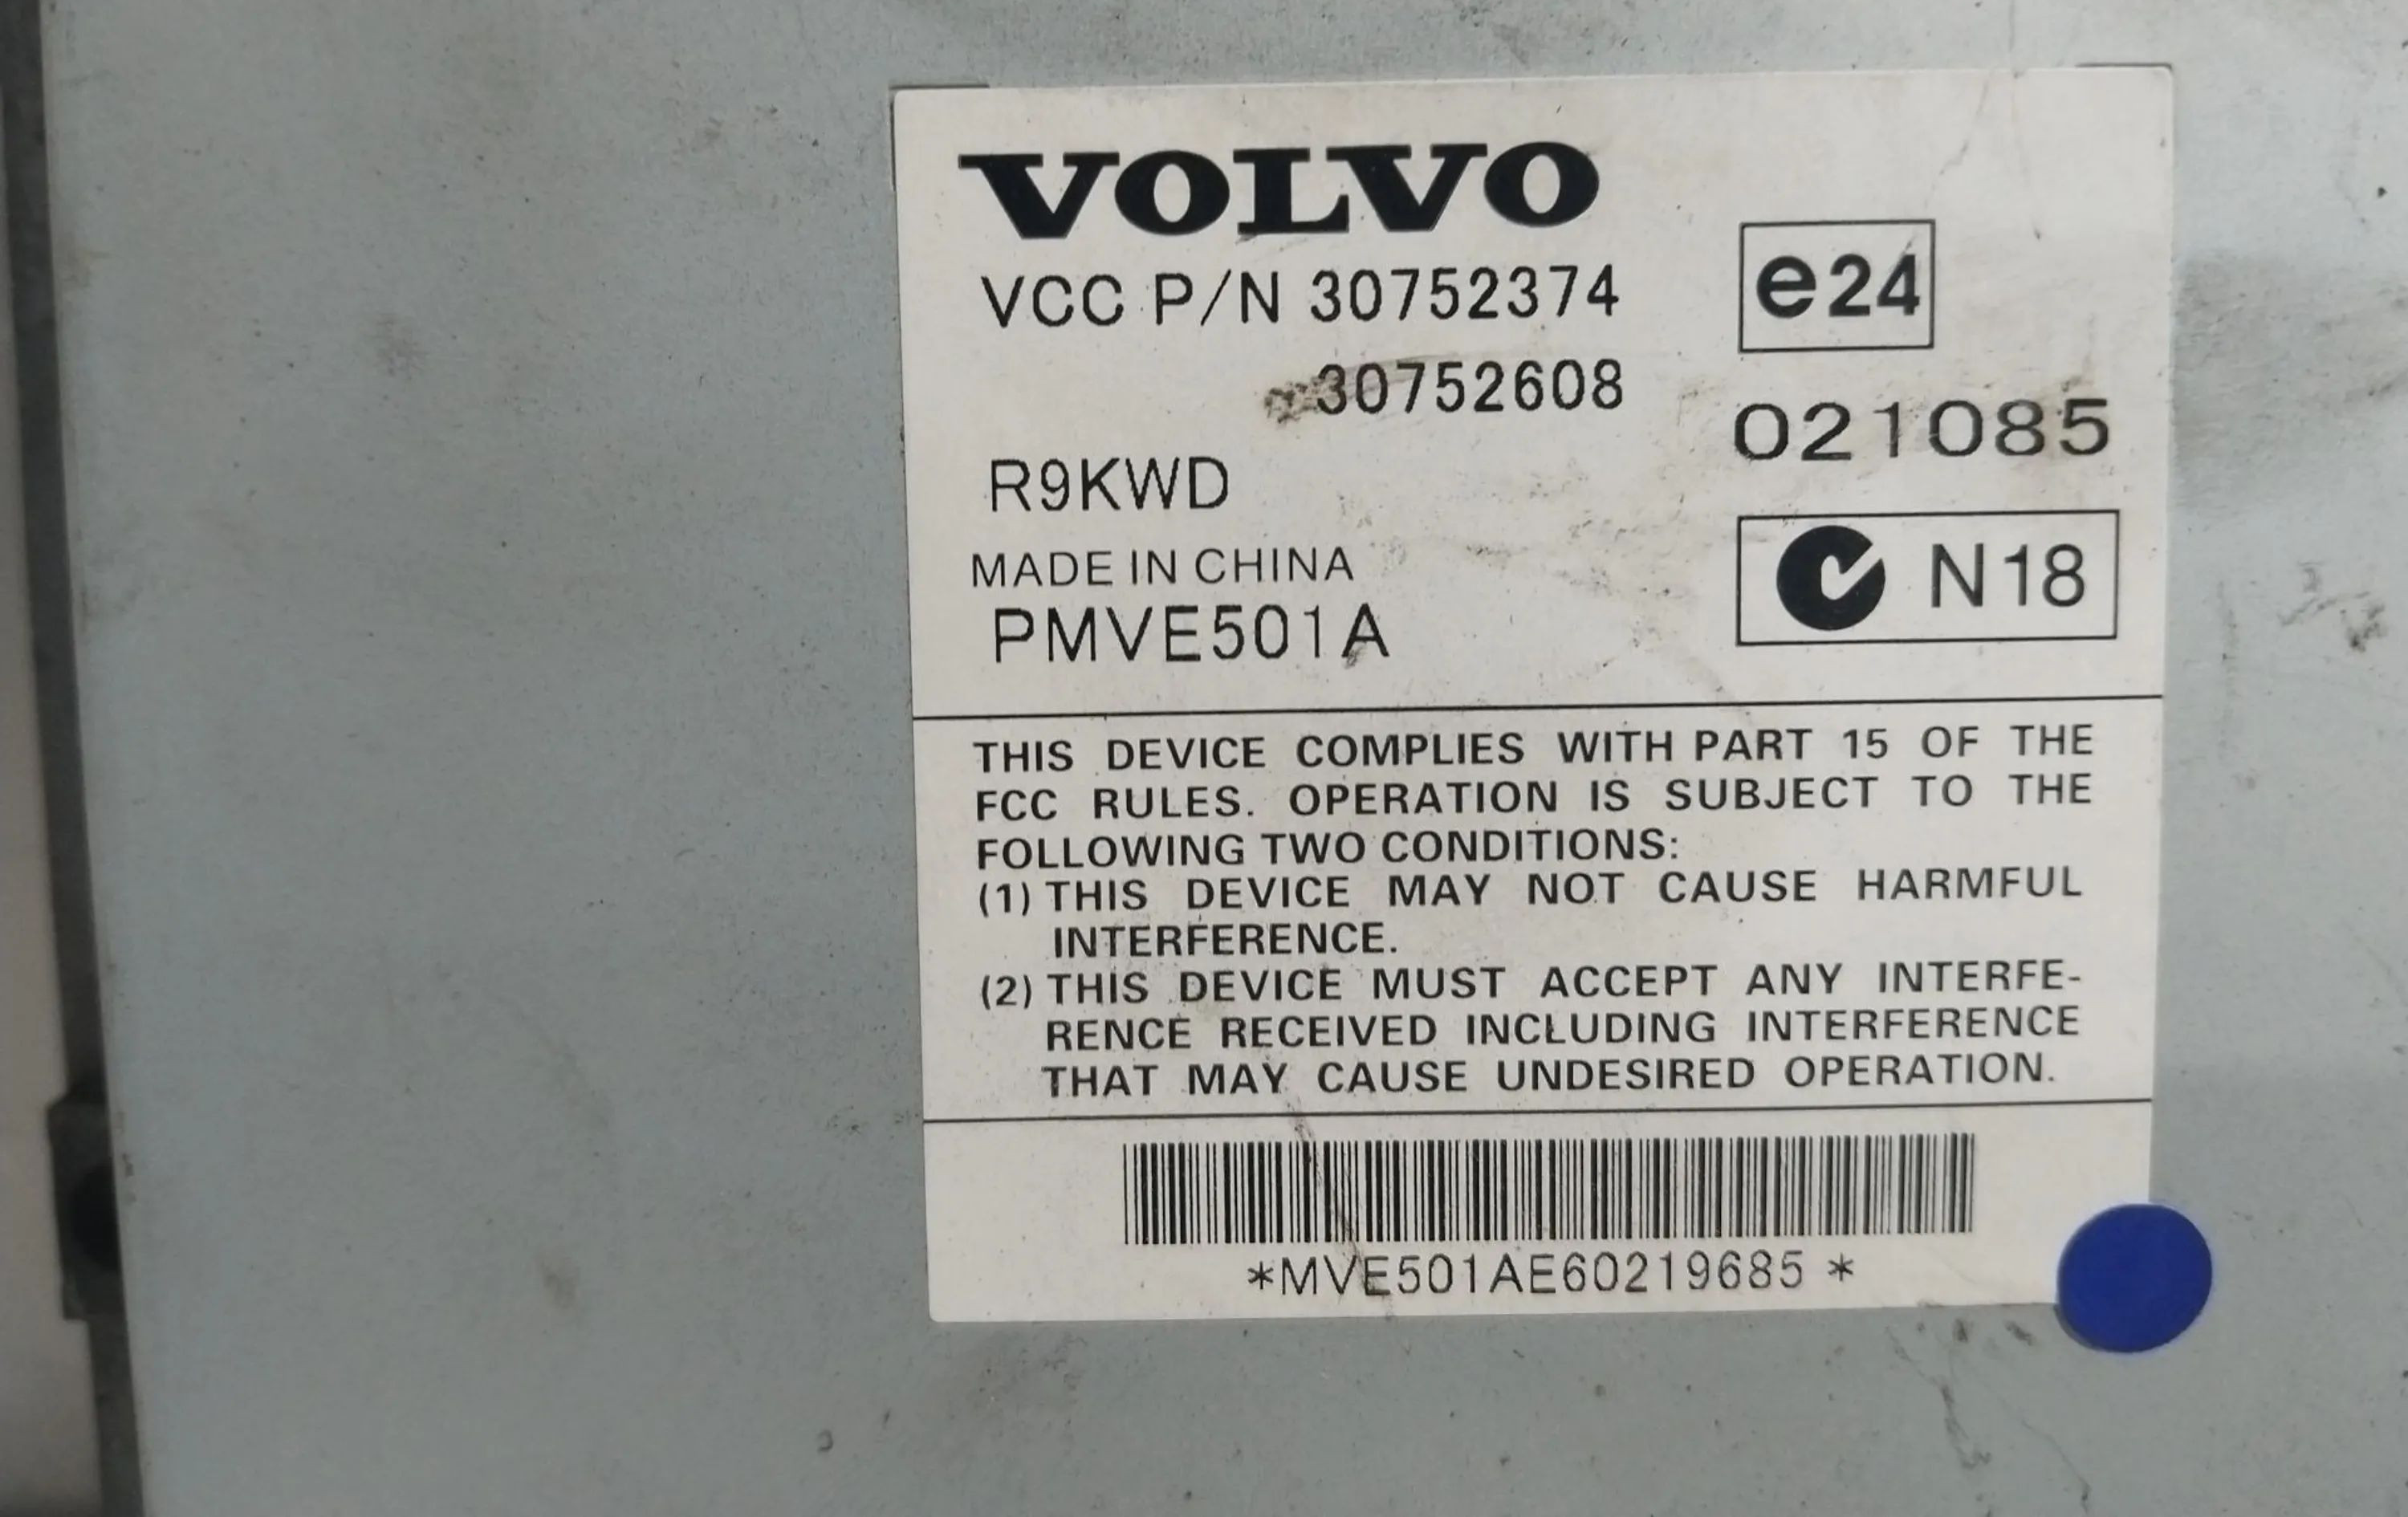 VOLVO
VCC P/N 30752374
30752608
e24
021085
R9KWD
N18
MADE IN CHINA
PMVE501A
THIS DEVICE COMPLIES WITH PART 15 OF THE
FCC RULES. OPERATION IS SUBJECT TO THE
FOLLOWING TWO CONDITIONS:
(1) THIS DEVICE MAY NOT CAUSE HARMFUL
INTERFERENCE.
(2) THIS DEVICE MUST ACCEPT ANY INTERFE-
RENCE RECEIVED INCLUDING INTERFERENCE
THAT MAY CAUSE UNDESIRED OPERATION.
*MVE501AE60219685 *